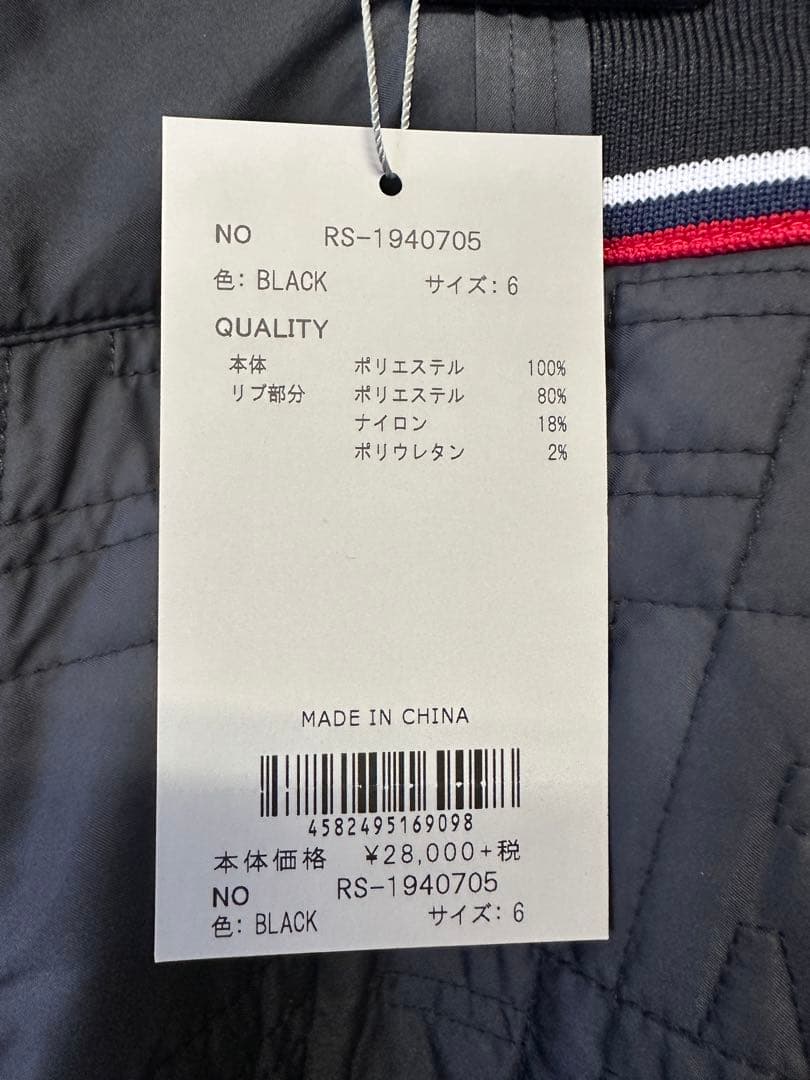 NO RS-1940705
色: BLACK サイズ: 6
QUALITY
本体 ポリエステル 100%
リブ部分 ポリエステル 80%
ナイロン 18%
ポリウレタン 2%
MADE IN CHINA
4582495169098
本体価格 ¥28,000+税
NO RS-1940705
色: BLACK サイズ: 6